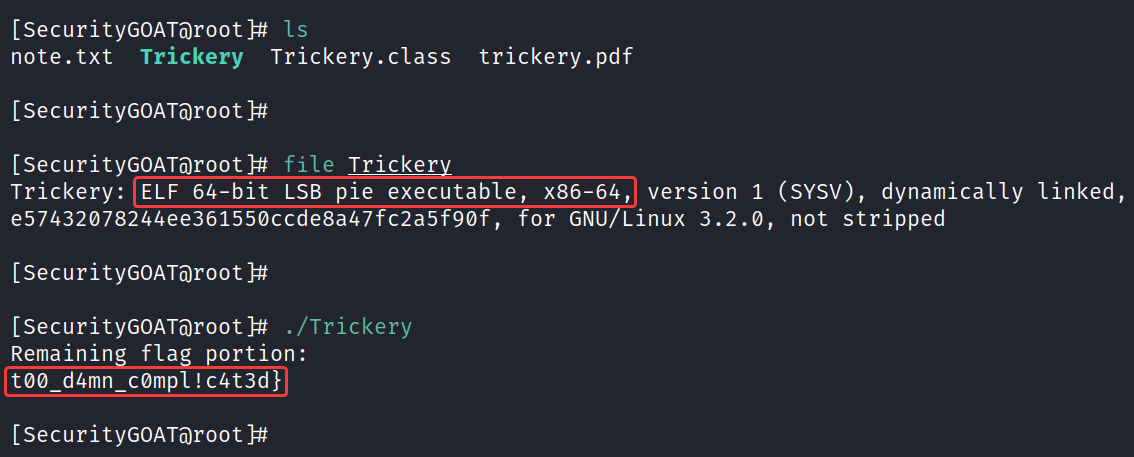 [SecurityGOAT@root]# ls
note.txt  Trickery  Trickery.class  trickery.pdf
[SecurityGOAT@root]#
[SecurityGOAT@root]# file Trickery
Trickery: ELF 64-bit LSB pie executable, x86-64, version 1 (SYSV), dynamically linked,
e57432078244ee361550ccde8a47fc2a5f90f, for GNU/Linux 3.2.0, not stripped
[SecurityGOAT@root]#
[SecurityGOAT@root]# ./Trickery
Remaining flag portion:
t00_d4mn_c0mpl!c4t3d}
[SecurityGOAT@root]#